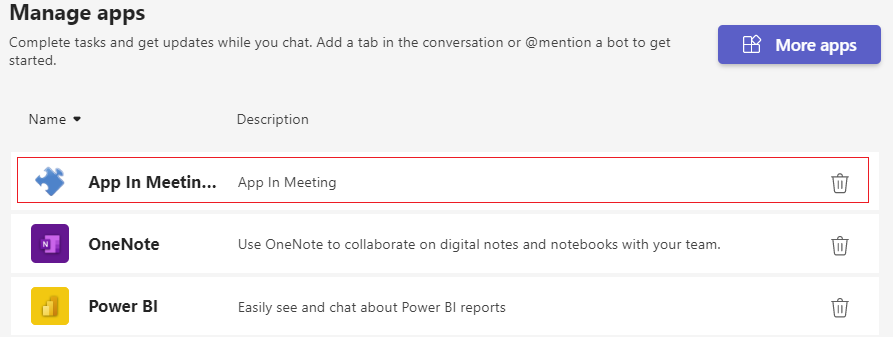 Manage apps
Complete tasks and get updates while you chat. Add a tab in the conversation or @mention a bot to get
started.
More apps
Name
Description
App In Meetin...
App In Meeting
N
OneNote
Use OneNote to collaborate on digital notes and notebooks with your team.
Power BI
Easily see and chat about Power BI reports